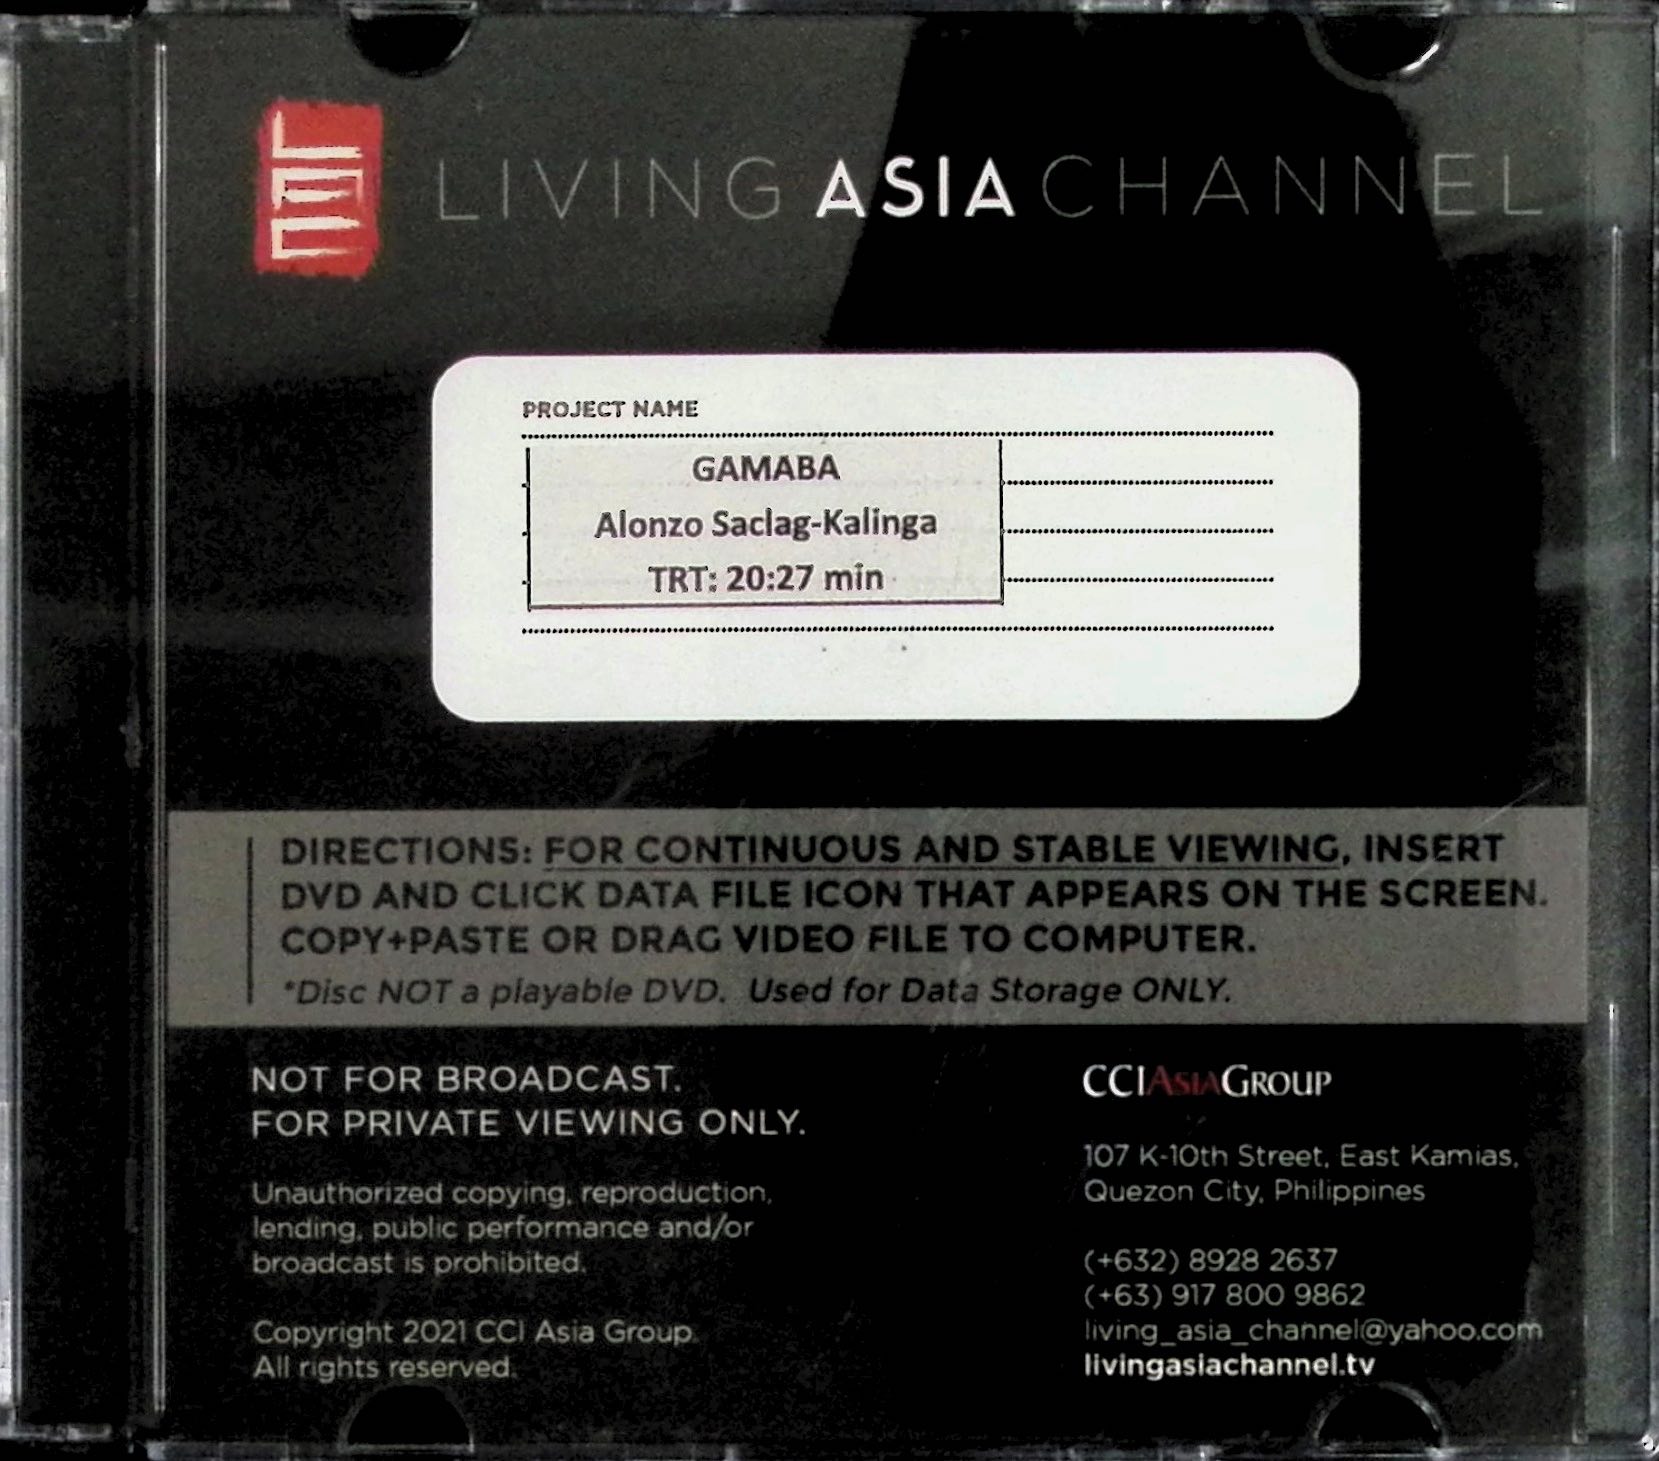 LAC
LIVING ASIA CHANNEL
PROJECT NAME
GAMABA
Alonzo Saclag-Kalinga
TRT: 20:27 min
DIRECTIONS: FOR CONTINUOUS AND STABLE VIEWING, INSERT
DVD AND CLICK DATA FILE ICON THAT APPEARS ON THE SCREEN.
COPY+PASTE OR DRAG VIDEO FILE TO COMPUTER.
*Disc NOT a playable DVD. Used for Data Storage ONLY.
NOT FOR BROADCAST.
FOR PRIVATE VIEWING ONLY.
Unauthorized copying, reproduction,
lending, public performance and/or
broadcast is prohibited.
Copyright 2021 CCI Asia Group.
All rights reserved.
CCIASIAGROUP
107 K-10th Street, East Kamias,
Quezon City, Philippines
(+632) 8928 2637
(+63) 917 800 9862
living_asia_channel@yahoo.com
livingasiachannel.tv